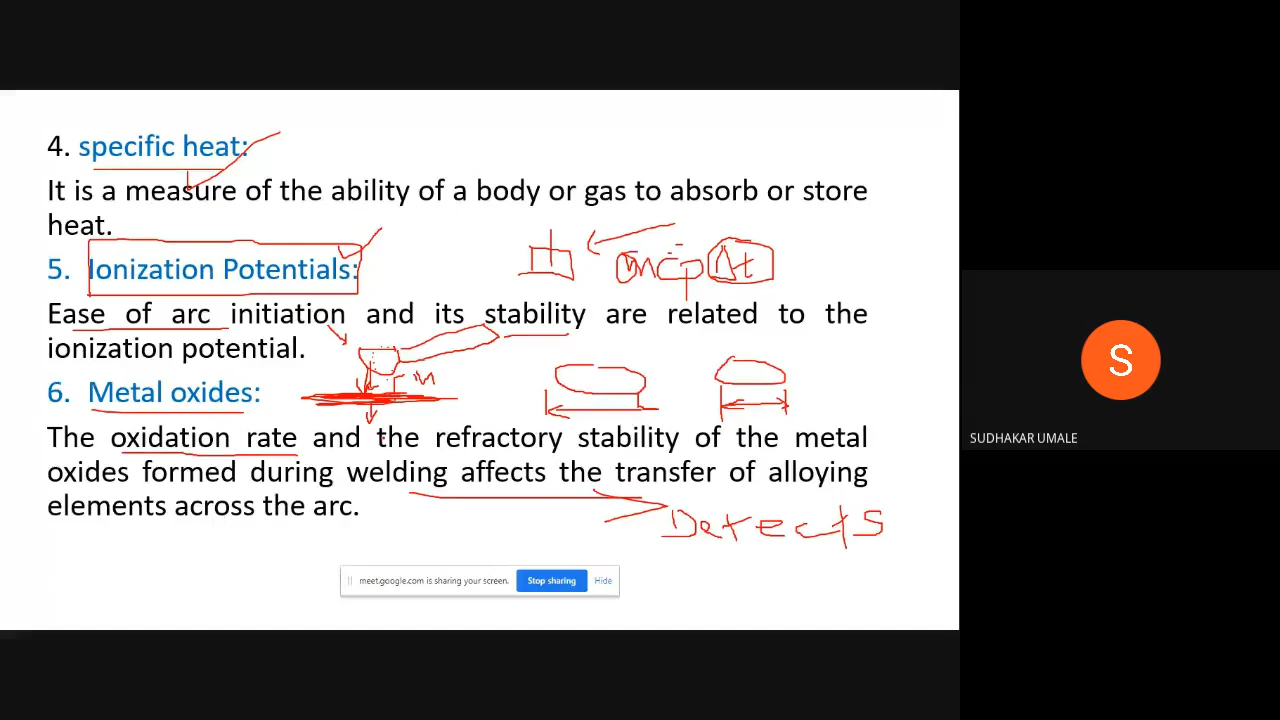 4. specific heat:
It is a measure of the ability of a body or gas to absorb or store
heat.
mCp Δt
5. Ionization Potentials:
Ease of arc initiation and its stability are related to the
ionization potential.
6. Metal oxides:
The oxidation rate and the refractory stability of the metal
oxides formed during welding affects the transfer of alloying
elements across the arc.
Defects
meet.google.com is sharing your screen. Stop sharing Hide
S
SUDHAKAR UMALE